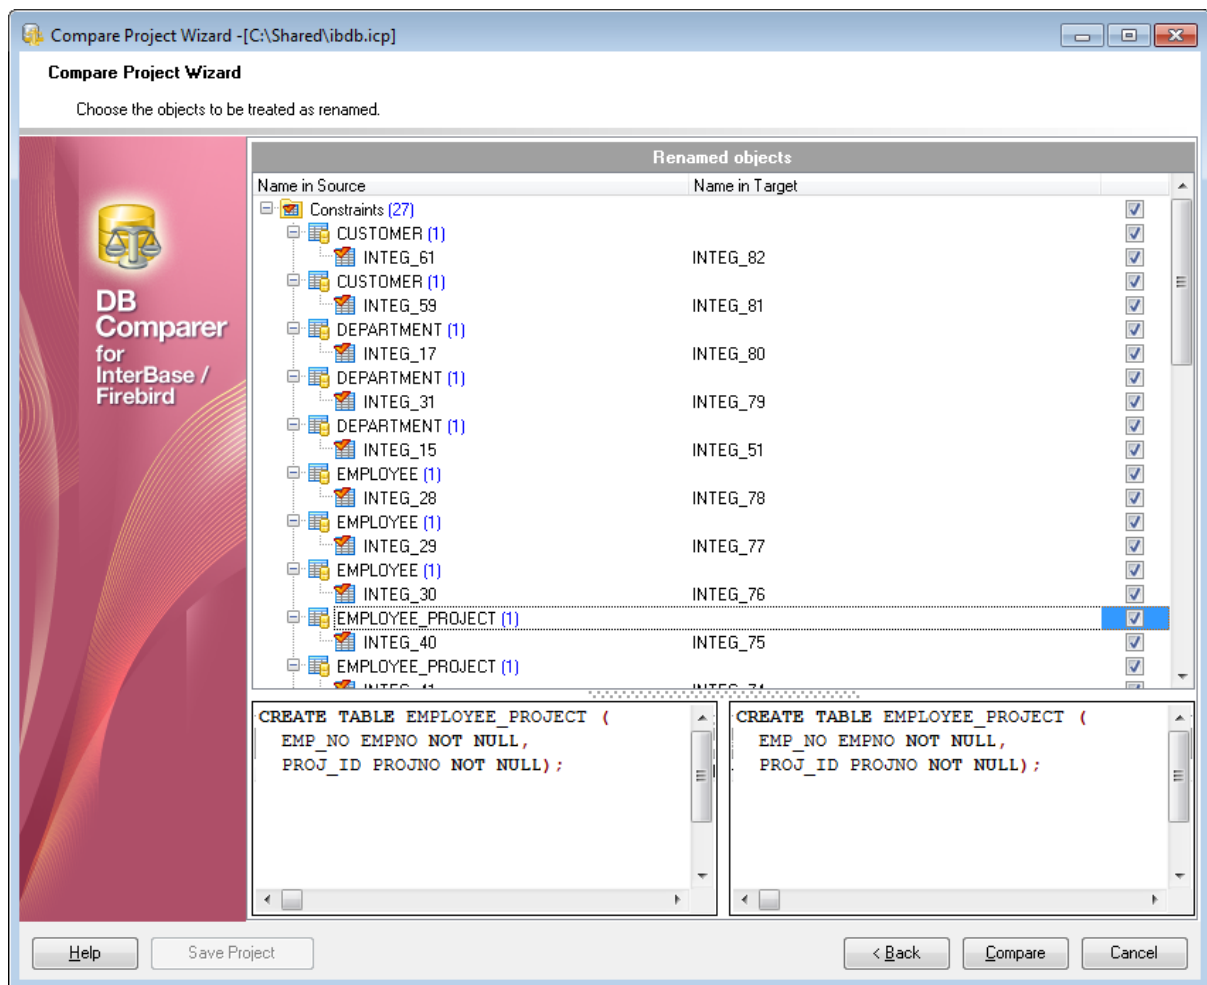 Compare Project Wizard -[C:\Shared\ibdb.icp]
Compare Project Wizard
Choose the objects to be treated as renamed.
DB
Comparer
for
InterBase /
Firebird
Renamed objects
Name in Source Name in Target
Constraints (27)
CUSTOMER (1)
INTEG_61 INTEG_82
CUSTOMER (1)
INTEG_59 INTEG_81
DEPARTMENT (1)
INTEG_17 INTEG_80
DEPARTMENT (1)
INTEG_31 INTEG_79
DEPARTMENT (1)
INTEG_15 INTEG_51
EMPLOYEE (1)
INTEG_28 INTEG_78
EMPLOYEE (1)
INTEG_29 INTEG_77
EMPLOYEE (1)
INTEG_30 INTEG_76
EMPLOYEE_PROJECT (1)
INTEG_40 INTEG_75
EMPLOYEE_PROJECT (1)
CREATE TABLE EMPLOYEE_PROJECT (
EMP_NO EMPNO NOT NULL,
PROJ_ID PROJNO NOT NULL);
CREATE TABLE EMPLOYEE_PROJECT (
EMP_NO EMPNO NOT NULL,
PROJ_ID PROJNO NOT NULL);
Help Save Project < Back Compare Cancel